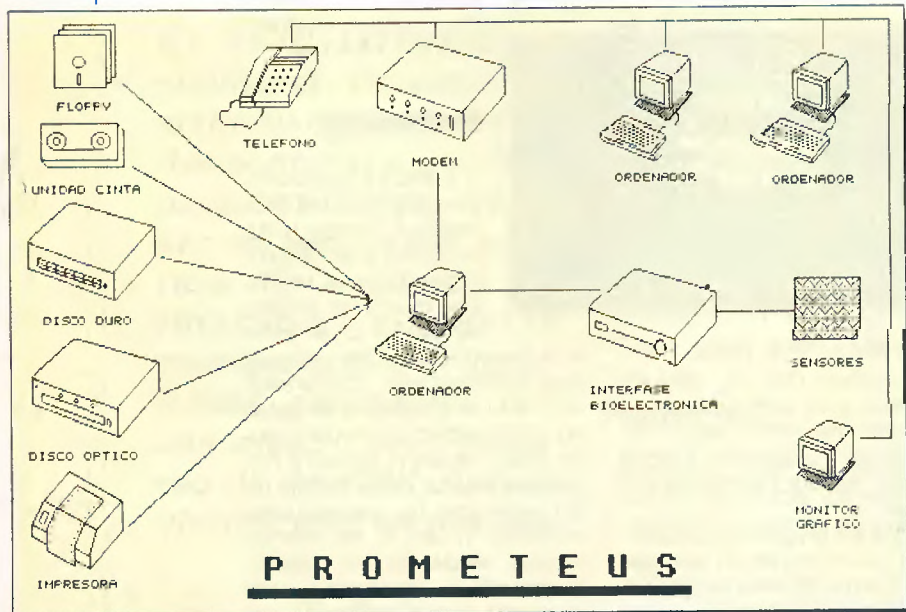 FLOPPY
TELEFONO
MODEM
ORDENADOR
ORDENADOR
UNIDAD CINTA
DISCO DURO
ORDENADOR
INTERFASE
BIOELECTRONICA
SENSORES
DISCO OPTICO
MONITOR
GRAFICO
IMPRESORA
PROMETEUS